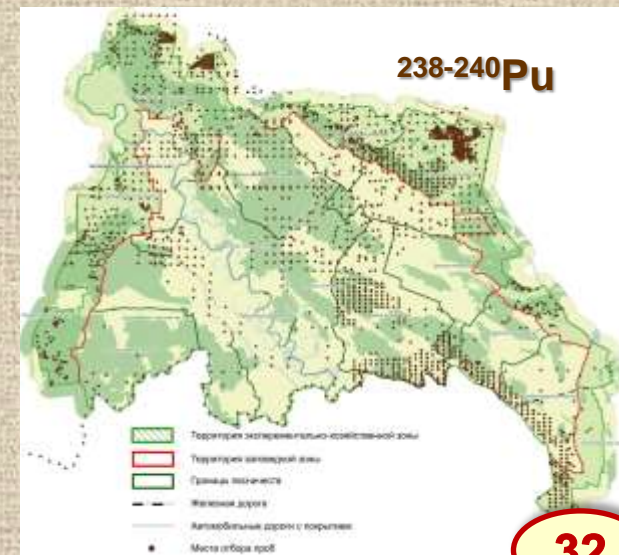 238-240Pu
Территория экспериментально-хозяйственной зоны
Территория заповедной зоны
Границы лесничеств
Железная дорога
Автомобильные дороги с покрытием
Места отбора проб
32